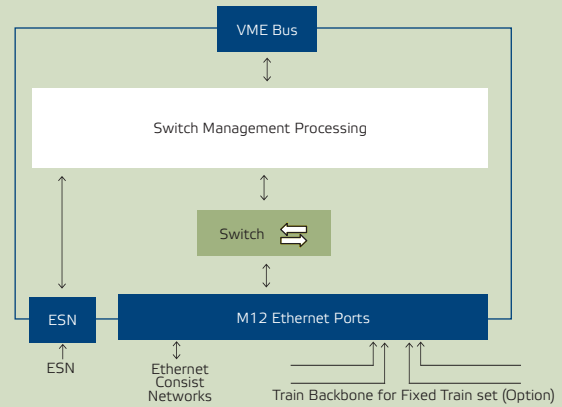 VME Bus
Switch Management Processing
Switch
ESN
M12 Ethernet Ports
ESN
Ethernet
Consist
Networks
Train Backbone for Fixed Train set (Option)